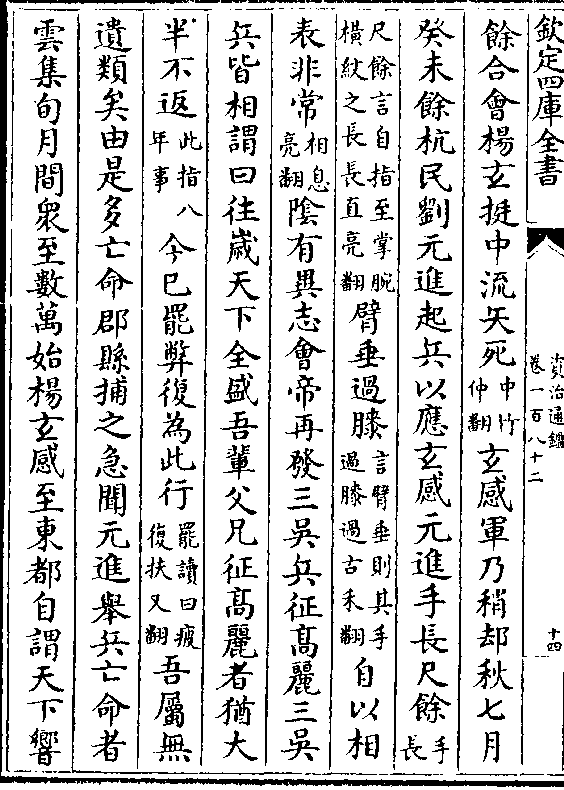 欽定四庫全書
資治通鑑
卷一百八十二
十四
餘合會楊玄挺中流矢死中竹仲翻玄感軍乃稍却秋七月
癸未餘杭民劉元進起兵以應玄感元進手長尺餘手長
尺餘言自指至掌腕橫紋之長長直亮翻臂垂過膝言臂垂則其手過膝過古禾翻自以相
表非常相息亮翻陰有異志會帝再發三吳兵征髙麗三吳
兵皆相謂曰往嵗天下全盛吾輩父兄征髙麗者猶大
半不返此指八年事今已罷弊復為此行罷讀曰疲復扶又翻吾屬無
遺類矣由是多亡命郡縣捕之急聞元進舉兵亡命者
雲集旬月間衆至數萬始楊玄感至東都自謂天下響